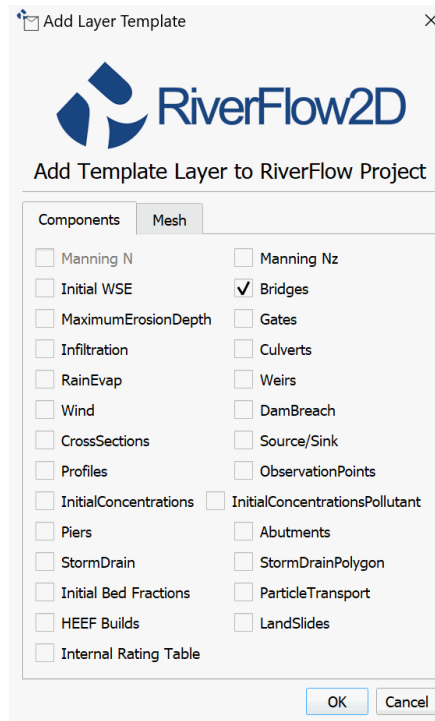 Add Layer Template
RiverFlow2D
Add Template Layer to RiverFlow Project
Components Mesh
Manning N Manning Nz
Initial WSE Bridges
MaximumErosionDepth Gates
Infiltration Culverts
RainEvap Weirs
Wind DamBreach
CrossSections Source/Sink
Profiles ObservationPoints
InitialConcentrations InitialConcentrationsPollutant
Piers Abutments
StormDrain StormDrainPolygon
Initial Bed Fractions ParticleTransport
HEEF Builds LandSlides
Internal Rating Table
OK Cancel